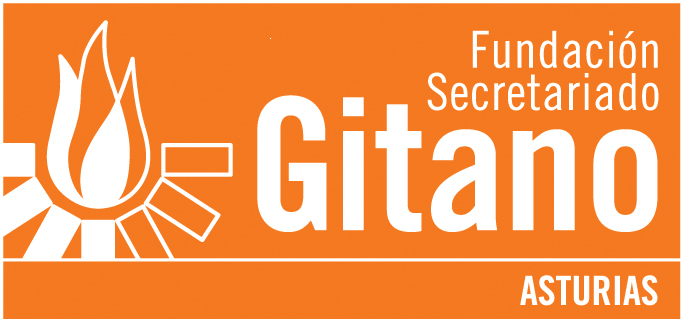 Fundación
Secretariado
Gitano
ASTURIAS